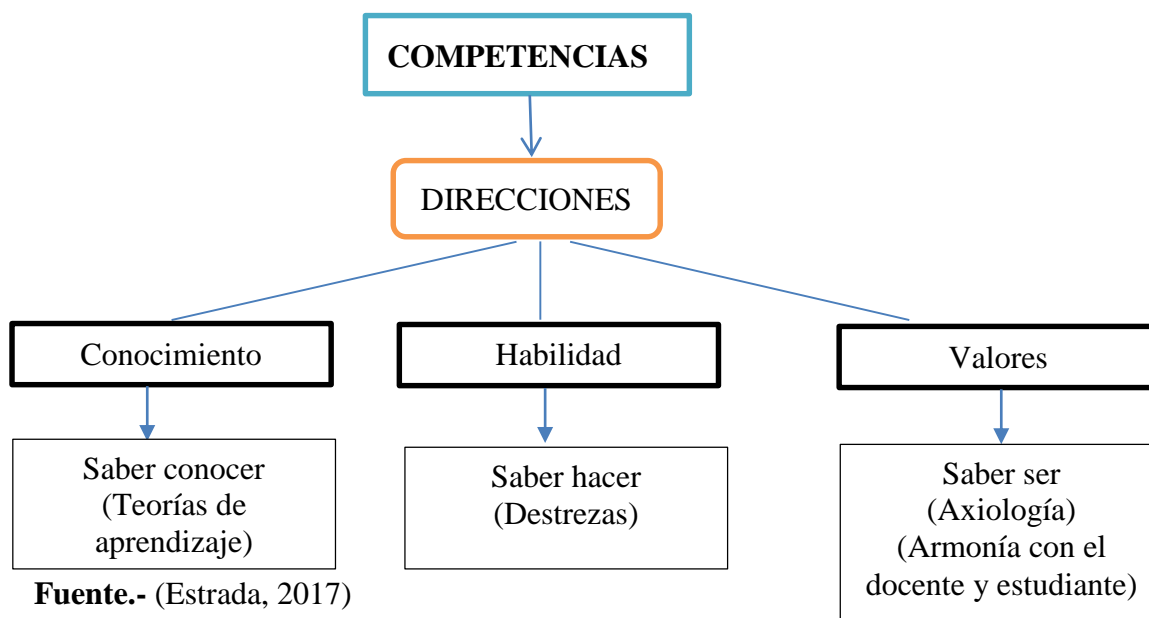 COMPETENCIAS
DIRECCIONES
Conocimiento
Habilidad
Valores
Saber conocer
(Teorías de
aprendizaje)
Saber hacer
(Destrezas)
Saber ser
(Axiología)
(Armonía con el
docente y estudiante)
Fuente.- (Estrada, 2017)